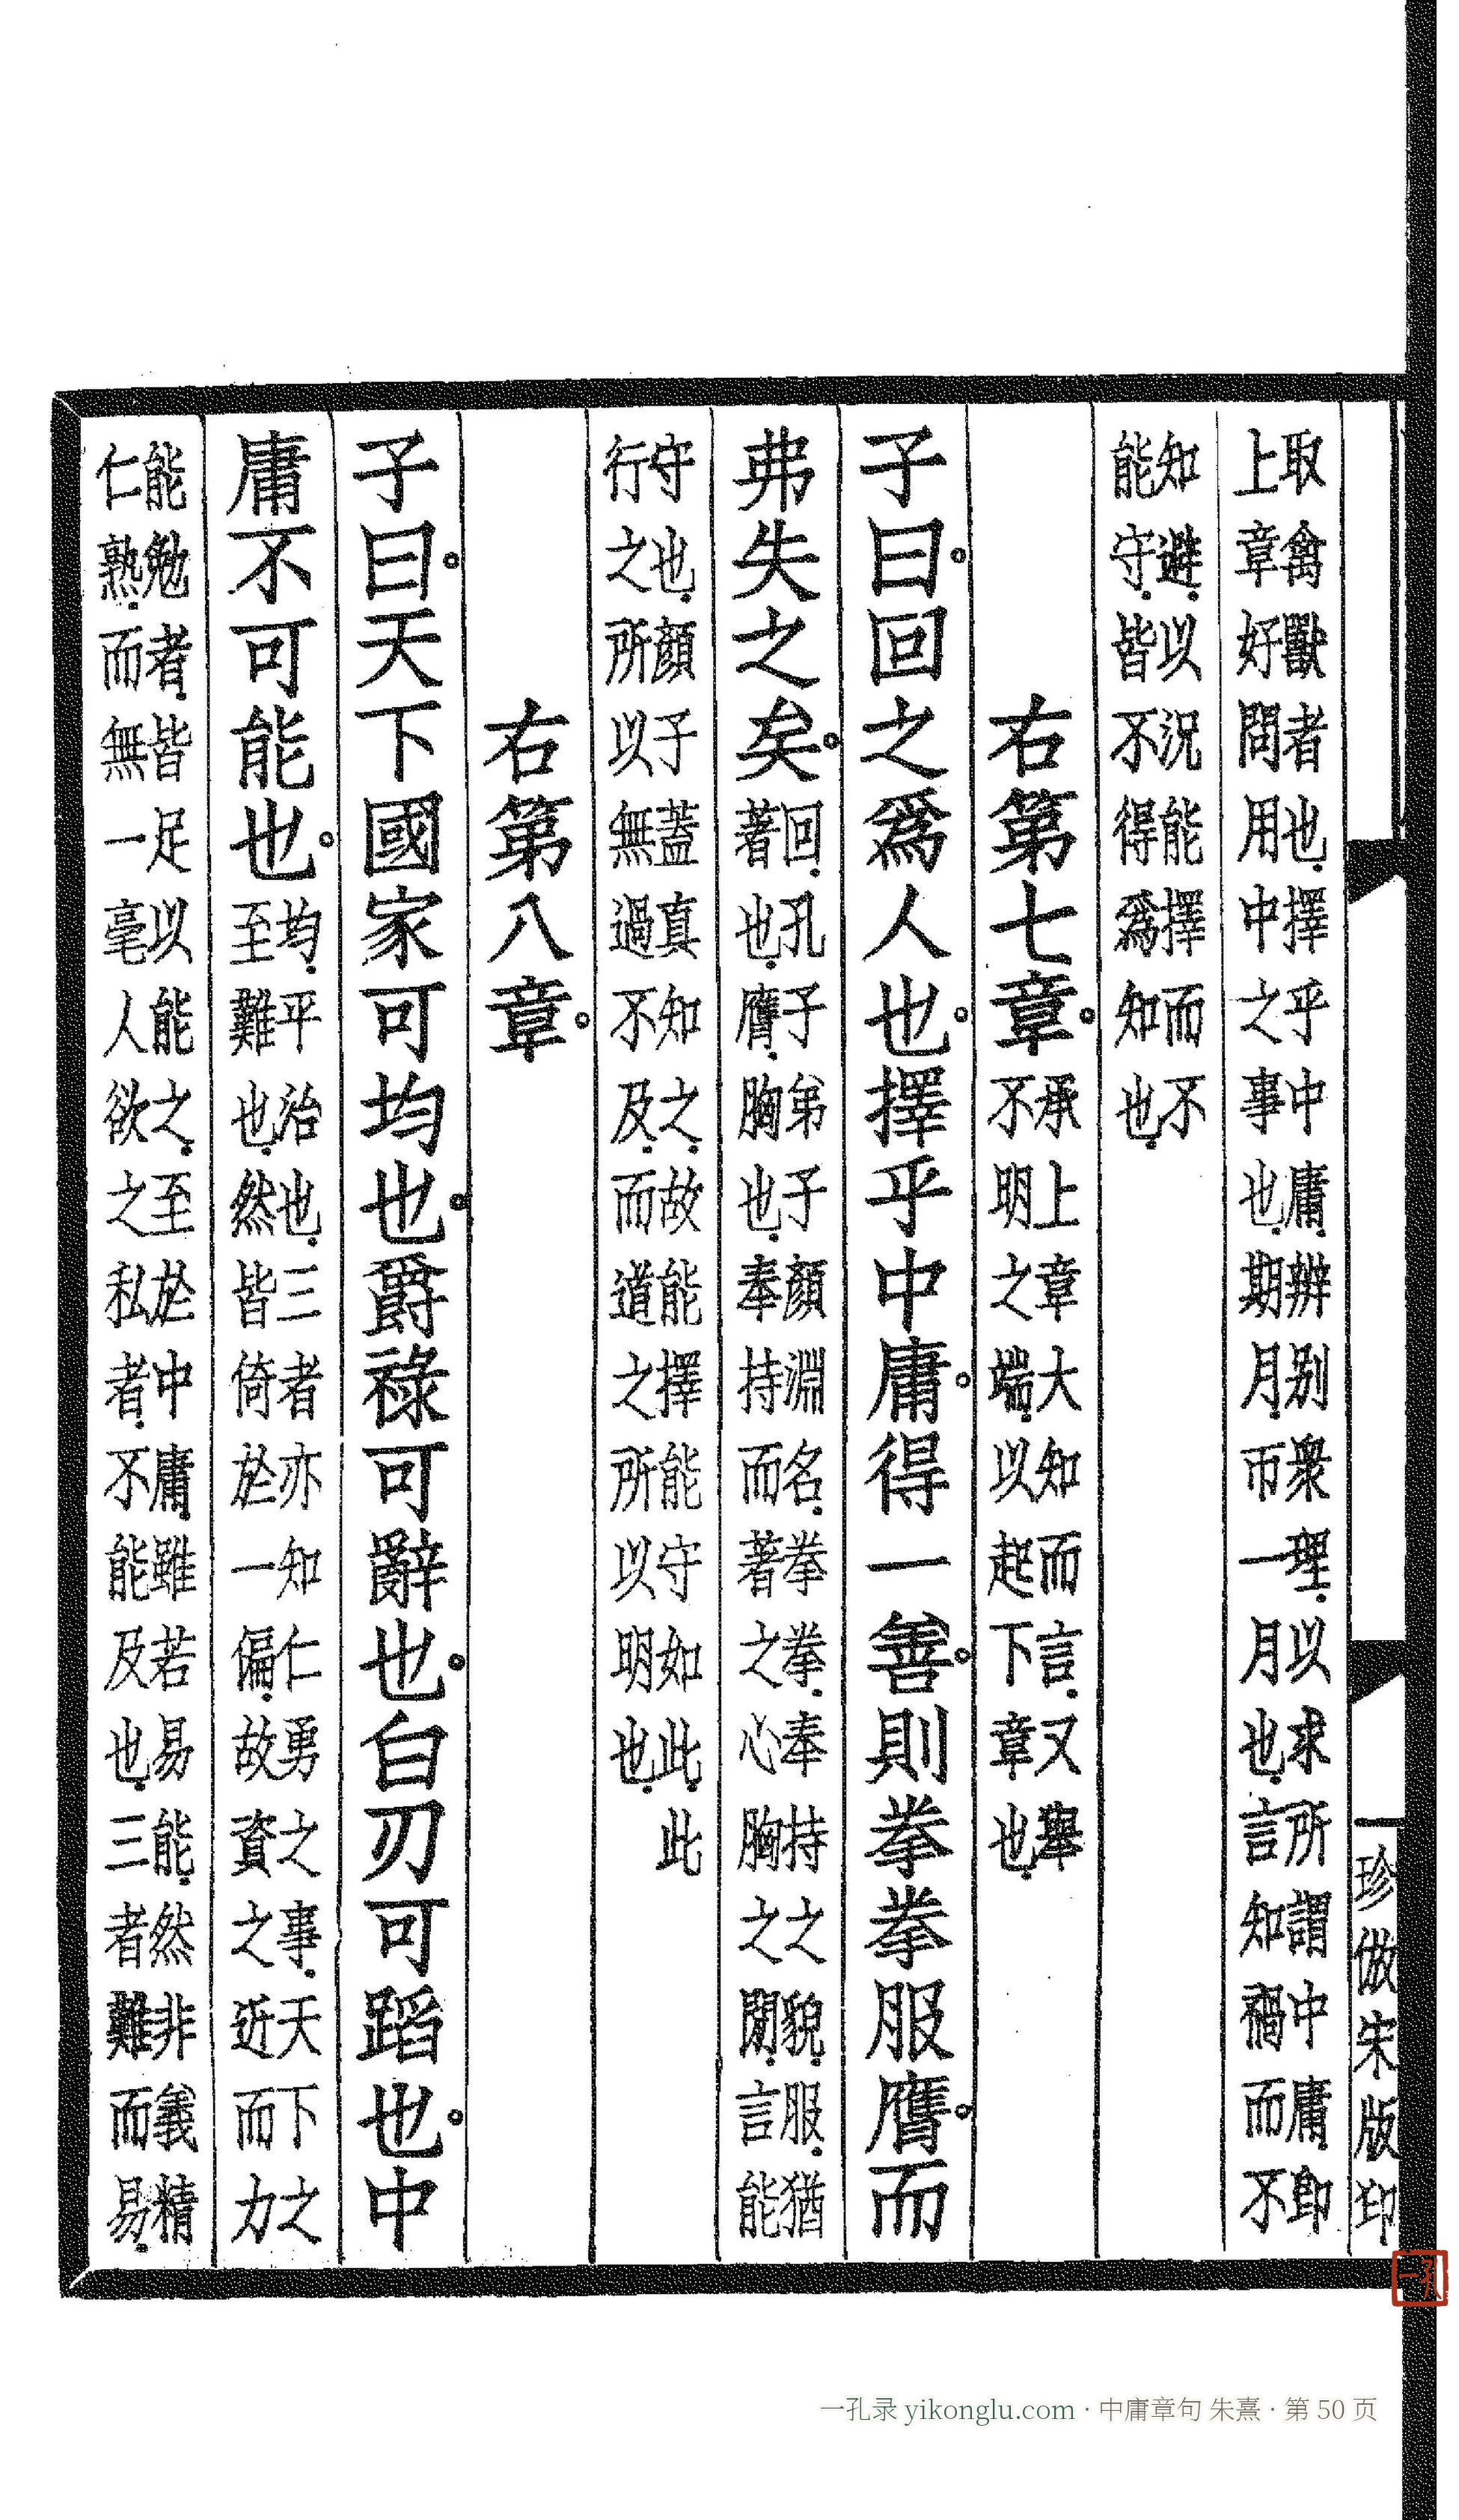 珍倣宋版印
取禽獸者也.擇乎中庸.辨别衆理.以求所謂中庸.即
上章好問用中之事也.期月.帀一月也.言知禍而不
知避.以況能擇而不
能守.皆不得爲知也.
右第七章。承上章大知而言.又舉
不明之端.以起下章也.
子曰。回之爲人也。擇乎中庸。得一善。則拳拳服膺。而
弗失之矣。回.孔子弟子顏淵名.拳拳.奉持之貌.服.猶
著也.膺.胸也.奉持而著之心胸之閒.言能
守也.顏子蓋真知之.故能擇能守如此.此
行之所以無過不及.而道之所以明也.
右第八章。
子曰。天下國家可均也。爵祿可辭也。白刃可蹈也。中
庸不可能也。均.平治也.三者亦知仁勇之事.天下之
至難也.然皆倚於一偏.故資之近而力
能勉者.皆足以能之.至於中庸.雖若易能.然非義精
仁熟.而無一毫人欲之私者.不能及也.三者難而易.
一孔
一孔录 yikonglu.com · 中庸章句 朱熹 · 第 50 页